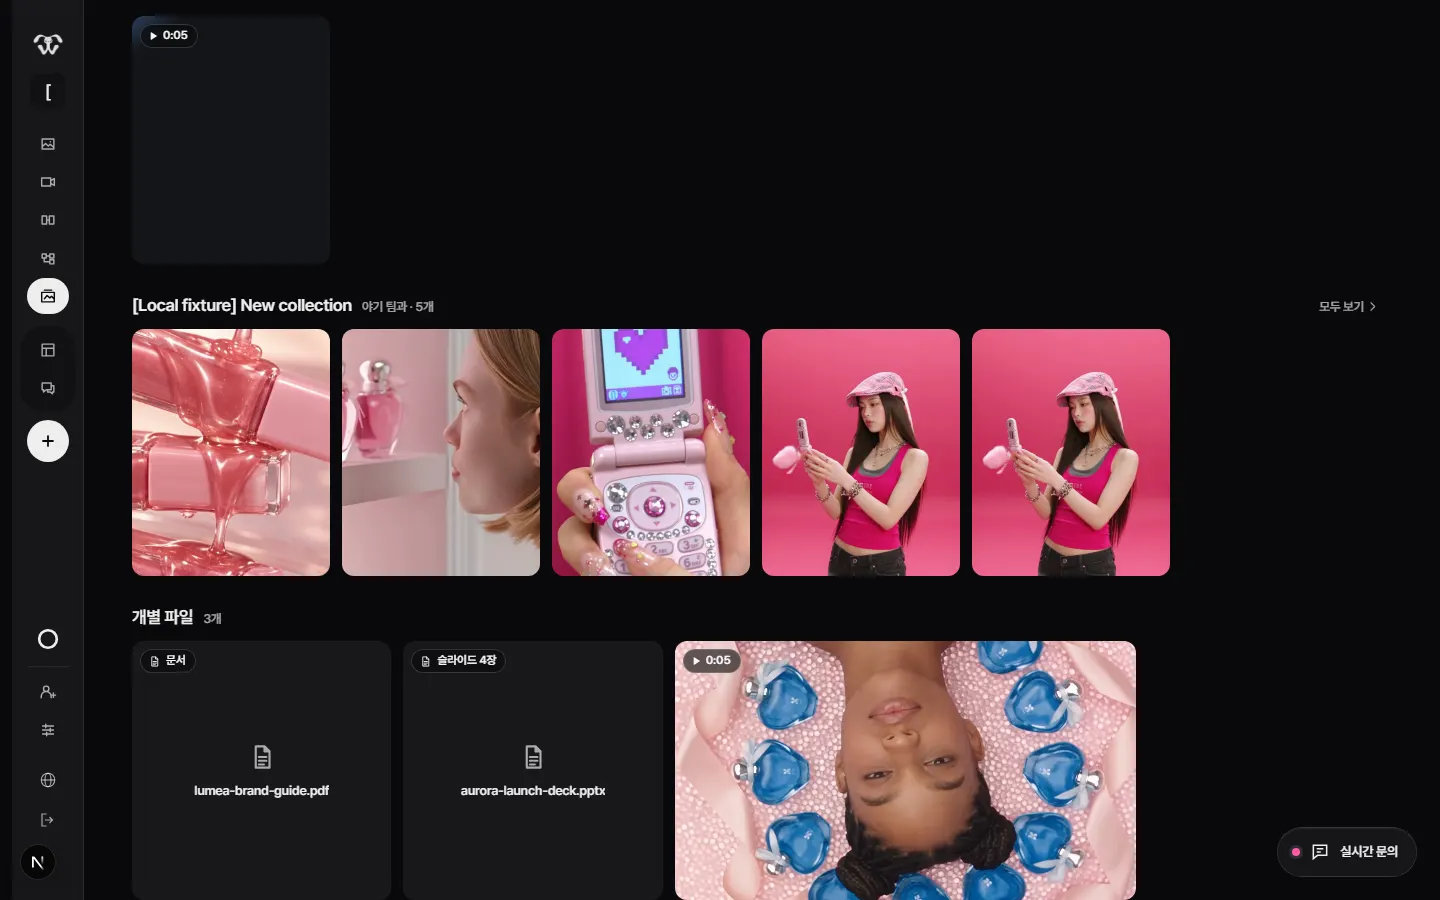 [
0:05
[Local fixture] New collection 야기 팀과 · 5개
모두 보기
개별 파일 3개
문서
lumea-brand-guide.pdf
슬라이드 4장
aurora-launch-deck.pptx
0:05
실시간 문의
N